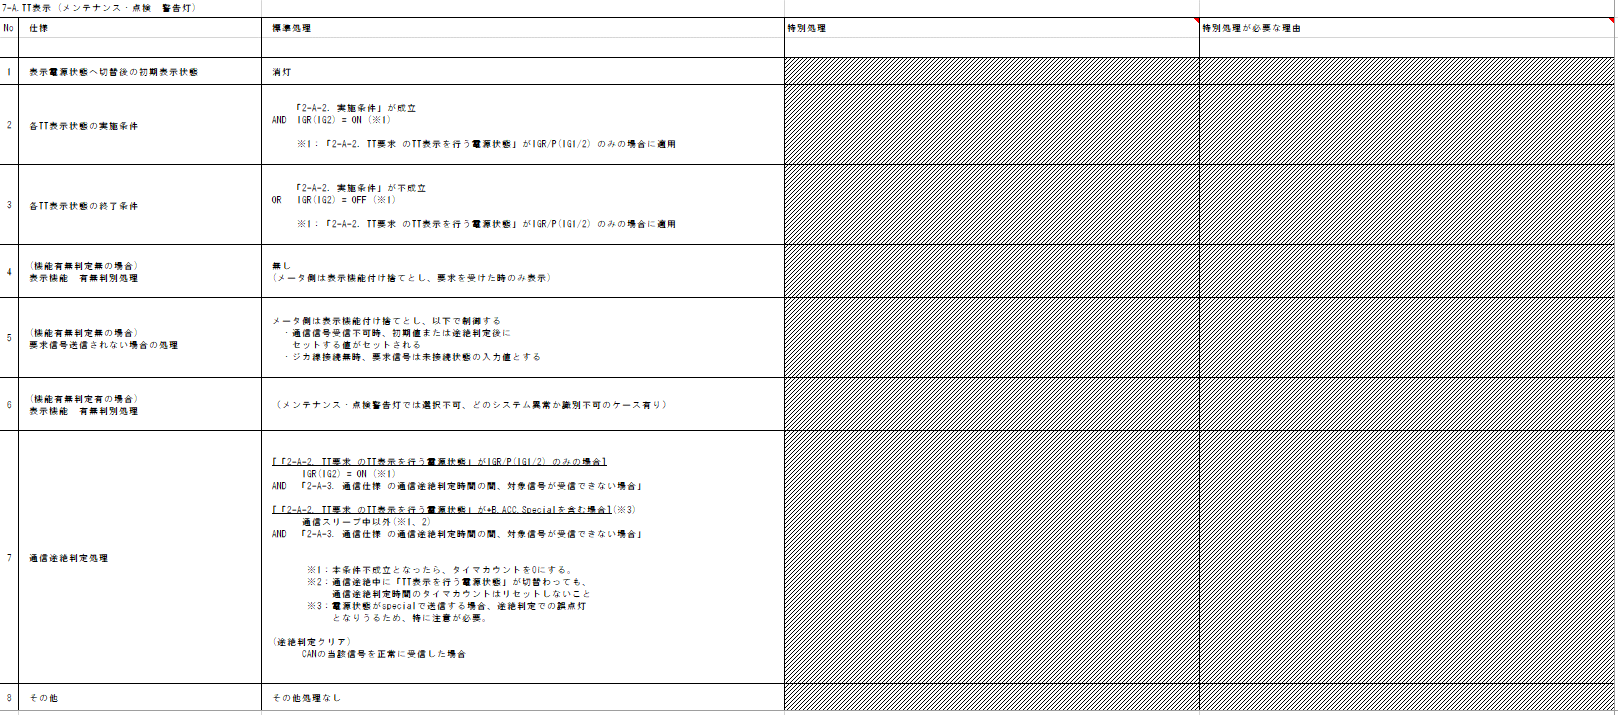 7-A.TT表示（メンテナンス・点検　警告灯）
No 仕様 標準処理 特別処理 特別処理が必要な理由
1 表示電源状態へ切替後の初期表示状態 消灯
2 各TT表示状態の実施条件
「2-A-2. 実施条件」が成立
AND IGR(IG2) = ON (※1)
※1：「2-A-2. TT要求 のTT表示を行う電源状態」がIGR/P(IG1/2) のみの場合に適用
3 各TT表示状態の終了条件
「2-A-2. 実施条件」が不成立
OR IGR(IG2) = OFF (※1)
※1：「2-A-2. TT要求 のTT表示を行う電源状態」がIGR/P(IG1/2) のみの場合に適用
4 （機能有無判定無の場合）
表示機能　有無判別処理
無し
（メータ側は表示機能付け捨てとし、要求を受けた時のみ表示）
5 （機能有無判定無の場合）
要求信号送信されない場合の処理
メータ側は表示機能付け捨てとし、以下で制御する
・通信信号受信不可時、初期値または途絶判定後に
セットする値がセットされる
・ジカ線接続無時、要求信号は未接続状態の入力値とする
6 （機能有無判定有の場合）
表示機能　有無判別処理
（メンテナンス・点検警告灯では選択不可、どのシステム異常か識別不可のケース有り）
7 通信途絶判定処理
[「2-A-2. TT要求 のTT表示を行う電源状態」がIGR/P(IG1/2) のみの場合]
IGR(IG2) = ON (※1)
AND 「2-A-3. 通信仕様 の通信途絶判定時間の間、対象信号が受信できない場合」
[「2-A-2. TT要求 のTT表示を行う電源状態」が+B,ACC,Specialを含む場合](※3)
通信スリープ中以外(※1、2)
AND 「2-A-3. 通信仕様 の通信途絶判定時間の間、対象信号が受信できない場合」
※1：本条件不成立となったら、タイマカウントを0にする。
※2：通信途絶中に「TT表示を行う電源状態」が切替わっても、
通信途絶判定時間のタイマカウントはリセットしないこと
※3：電源状態がspecialで送信する場合、途絶判定での誤点灯
となりうるため、特に注意が必要。
（途絶判定クリア）
CANの当該信号を正常に受信した場合
8 その他 その他処理なし